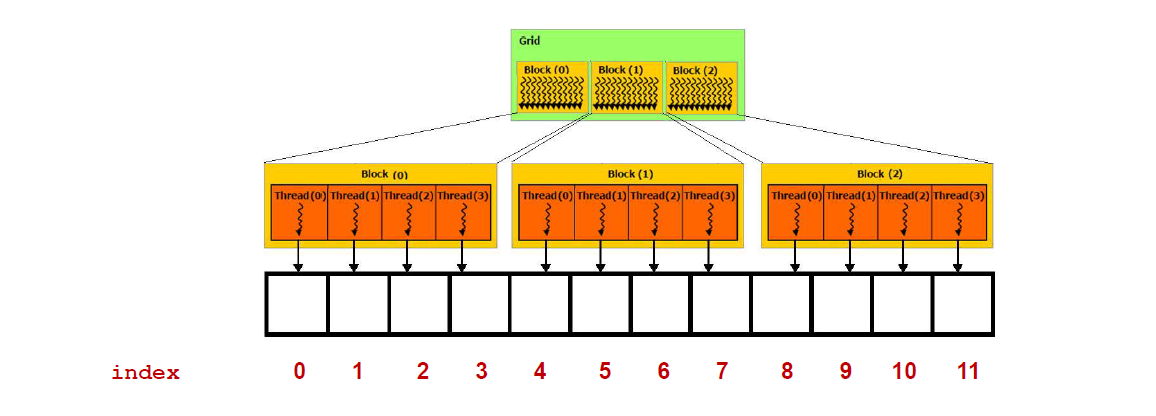 Grid
Block (0) Block (1) Block (2)
Block (0) Block (1) Block (2)
Thread(0) Thread(1) Thread(2) Thread(3) Thread(0) Thread(1) Thread(2) Thread(3) Thread(0) Thread(1) Thread(2) Thread(3)
index 0 1 2 3 4 5 6 7 8 9 10 11